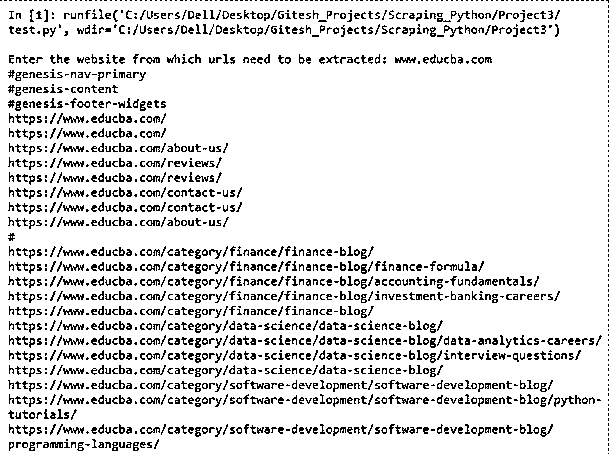 In [1]: runfile('C:/Users/Dell/Desktop/Gitesh_Projects/Scraping_Python/Project3/
test.py', wdir='C:/Users/Dell/Desktop/Gitesh_Projects/Scraping_Python/Project3')
Enter the website from which urls need to be extracted: www.educba.com
#genesis-nav-primary
#genesis-content
#genesis-footer-widgets
https://www.educba.com/
https://www.educba.com/
https://www.educba.com/about-us/
https://www.educba.com/reviews/
https://www.educba.com/reviews/
https://www.educba.com/contact-us/
https://www.educba.com/contact-us/
https://www.educba.com/about-us/
#
https://www.educba.com/category/finance/finance-blog/
https://www.educba.com/category/finance/finance-blog/finance-formula/
https://www.educba.com/category/finance/finance-blog/accounting-fundamentals/
https://www.educba.com/category/finance/finance-blog/investment-banking-careers/
https://www.educba.com/category/finance/finance-blog/
https://www.educba.com/category/data-science/data-science-blog/
https://www.educba.com/category/data-science/data-science-blog/data-analytics-careers/
https://www.educba.com/category/data-science/data-science-blog/interview-questions/
https://www.educba.com/category/data-science/data-science-blog/
https://www.educba.com/category/software-development/software-development-blog/
https://www.educba.com/category/software-development/software-development-blog/python-
tutorials/
https://www.educba.com/category/software-development/software-development-blog/
programming-languages/